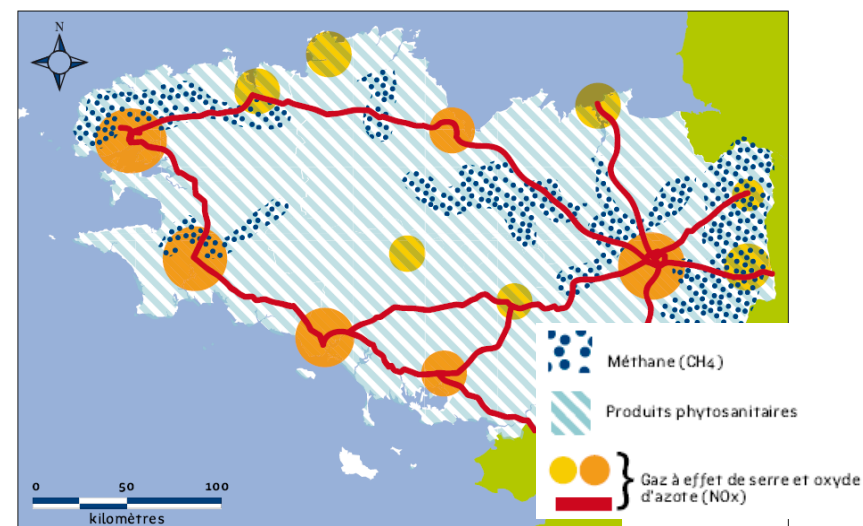 N
Méthane (CH4)
Produits phytosanitaires
Gaz à effet de serre et oxyde
d'azote (NOx)
0 50 100
kilomètres